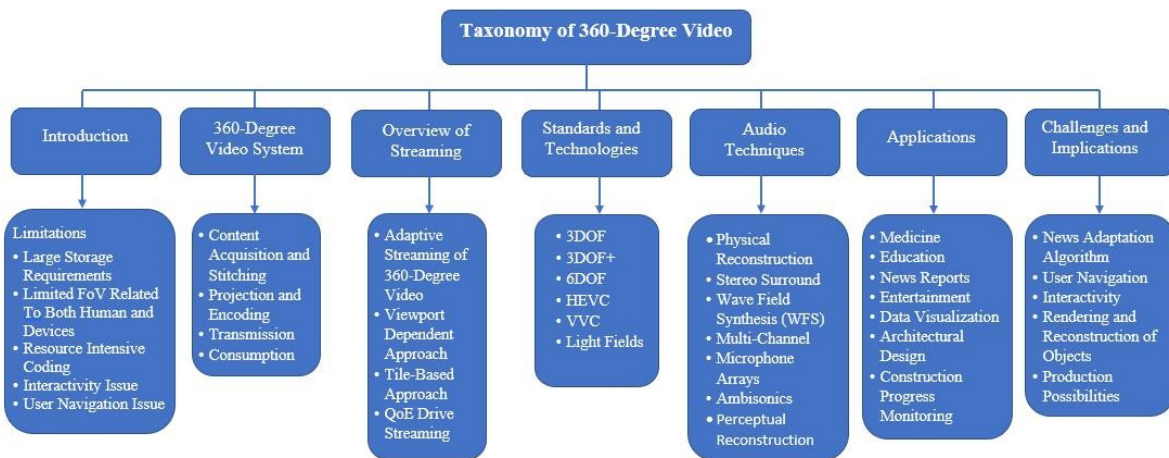 Taxonomy of 360-Degree Video
Introduction
360-Degree
Video System
Overview of
Streaming
Standards and
Technologies
Audio
Techniques
Applications
Challenges and
Implications
Limitations
• Large Storage
Requirements
• Limited FoV Related
To Both Human and
Devices
• Resource Intensive
Coding
• Interactivity Issue
• User Navigation Issue
• Content
Acquisition and
Stitching
• Projection and
Encoding
• Transmission
• Consumption
• Adaptive
Streaming of
360-Degree
Video
• Viewport
Dependent
Approach
• Tile-Based
Approach
• QoE Drive
Streaming
• 3DOF
• 3DOF+
• 6DOF
• HEVC
• VVC
• Light Fields
• Physical
Reconstruction
• Stereo Surround
• Wave Field
Synthesis (WFS)
• Multi-Channel
• Microphone
Arrays
• Ambisonics
• Perceptual
Reconstruction
• Medicine
• Education
• News Reports
• Entertainment
• Data Visualization
• Architectural
Design
• Construction
Progress
Monitoring
• News Adaptation
Algorithm
• User Navigation
• Interactivity
• Rendering and
Reconstruction of
Objects
• Production
Possibilities